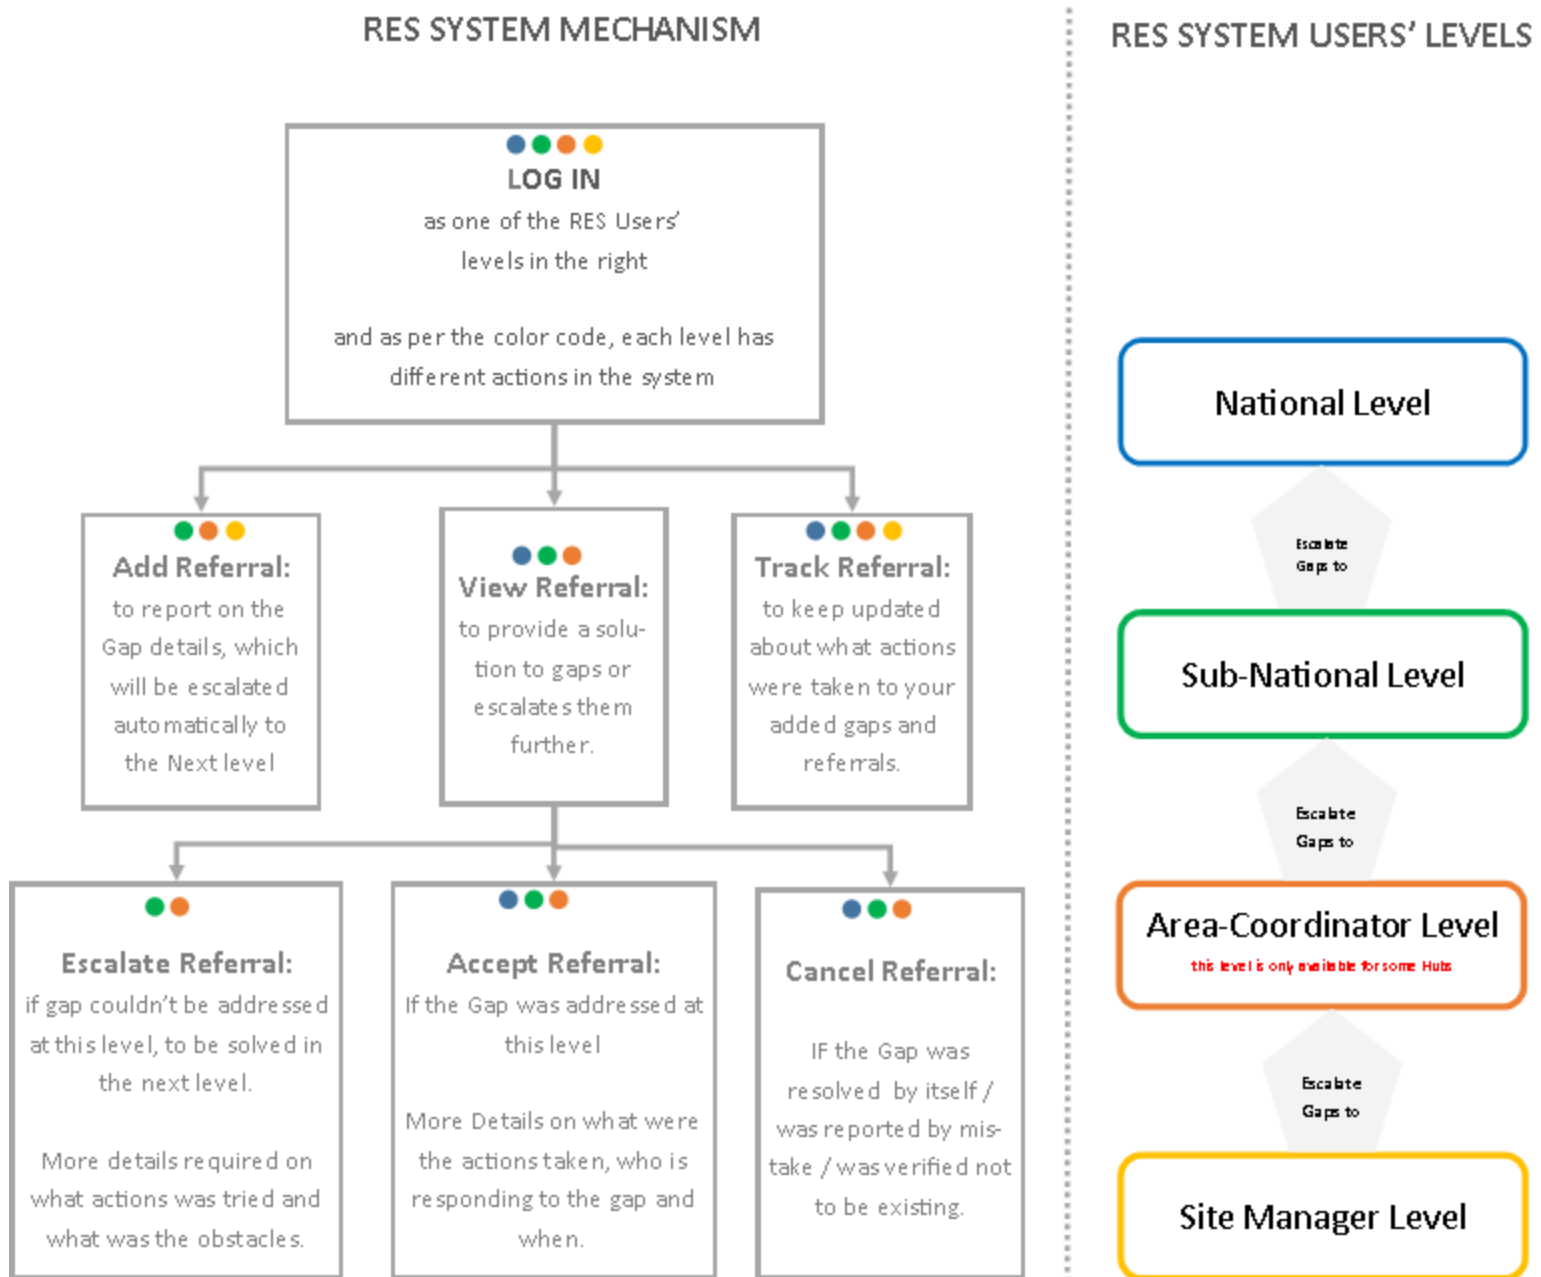 RES SYSTEM MECHANISM
LOG IN
as one of the RES Users'
levels in the right
and as per the color code, each level has
different actions in the system
Add Referral:
to report on the
Gap details, which
will be escalated
automatically to
the Next level
View Referral:
to provide a solu-
tion to gaps or
escalates them
further.
Track Referral:
to keep updated
about what actions
were taken to your
added gaps and
referrals.
Escalate Referral:
if gap couldn't be addressed
at this level, to be solved in
the next level.
More details required on
what actions was tried and
what was the obstacles.
Accept Referral:
If the Gap was addressed at
this level
More Details on what were
the actions taken, who is
responding to the gap and
when.
Cancel Referral:
IF the Gap was
resolved by itself /
was reported by mis-
take / was verified not
to be existing.
RES SYSTEM USERS' LEVELS
National Level
Escalate
Gaps to
Sub-National Level
Escalate
Gaps to
Area-Coordinator Level
this level is only available for some Hubs
Escalate
Gaps to
Site Manager Level